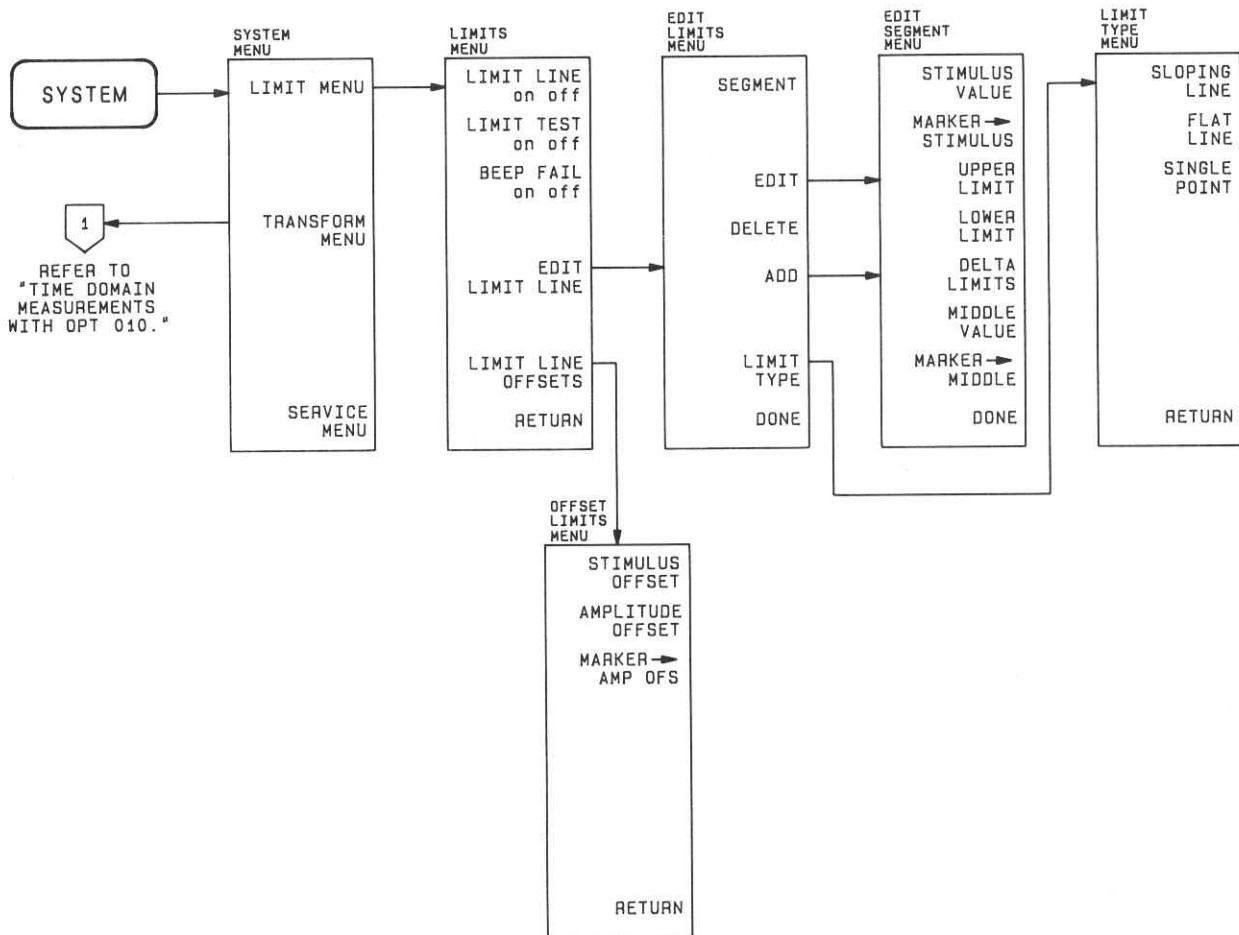 SYSTEM
1
REFER TO
"TIME DOMAIN
MEASUREMENTS
WITH OPT 010."
SYSTEM
MENU
LIMIT MENU
TRANSFORM
MENU
SERVICE
MENU
LIMITS
MENU
LIMIT LINE
on off
LIMIT TEST
on off
BEEP FAIL
on off
EDIT
LIMIT LINE
LIMIT LINE
OFFSETS
RETURN
EDIT
LIMITS
MENU
SEGMENT
EDIT
DELETE
ADD
LIMIT
TYPE
DONE
EDIT
SEGMENT
MENU
STIMULUS
VALUE
MARKER→
STIMULUS
UPPER
LIMIT
LOWER
LIMIT
DELTA
LIMITS
MIDDLE
VALUE
MARKER→
MIDDLE
DONE
LIMIT
TYPE
MENU
SLOPING
LINE
FLAT
LINE
SINGLE
POINT
RETURN
OFFSET
LIMITS
MENU
STIMULUS
OFFSET
AMPLITUDE
OFFSET
MARKER→
AMP OFS
RETURN